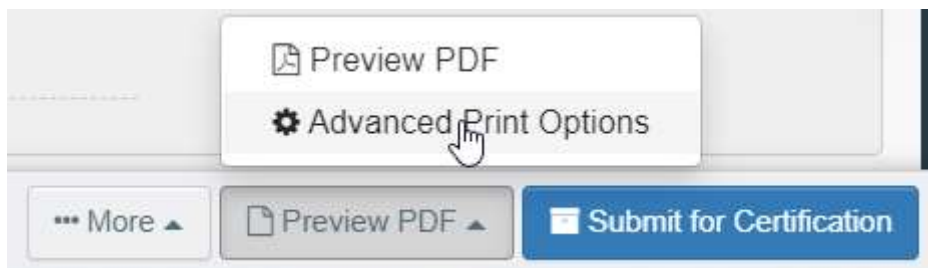 Preview PDF
Advanced Print Options
More
Preview PDF
Submit for Certification